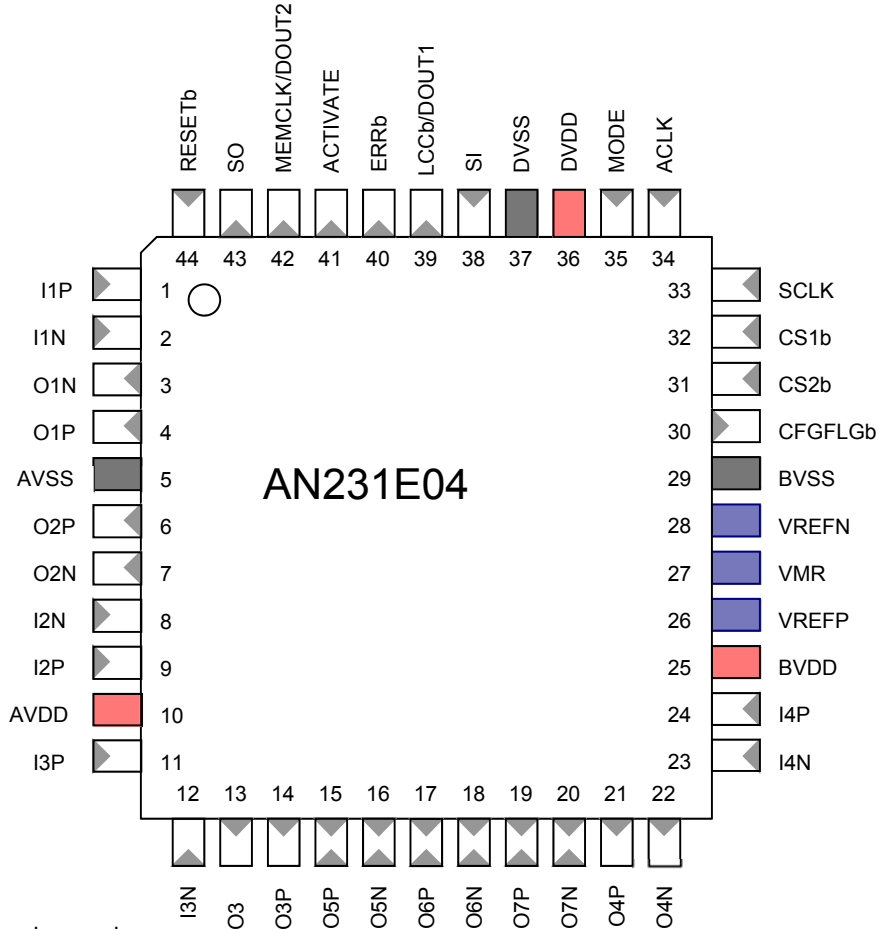 RESETb SO MEMCLK/DOUT2 ACTIVATE ERRb LCCb/DOUT1 SI DVSS DVDD MODE ACLK
44 43 42 41 40 39 38 37 36 35 34
I1P 1 33 SCLK
I1N 2 32 CS1b
O1N 3 31 CS2b
O1P 4 30 CFGFLGb
AVSS 5 AN231E04 29 BVSS
O2P 6 28 VREFN
O2N 7 27 VMR
I2N 8 26 VREFP
I2P 9 25 BVDD
AVDD 10 24 I4P
I3P 11 23 I4N
12 13 14 15 16 17 18 19 20 21 22
I3N O3 O3P O5P O5N O6P O6N O7P O7N O4P O4N